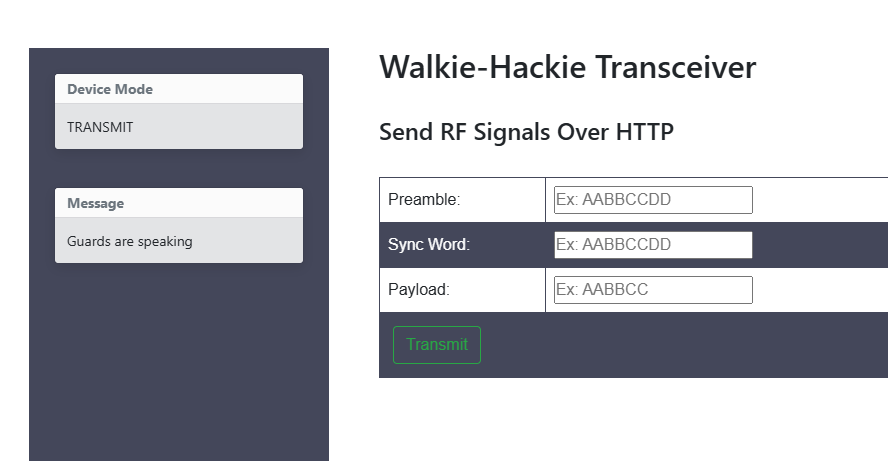 Device Mode
TRANSMIT
Message
Guards are speaking
Walkie-Hackie Transceiver
Send RF Signals Over HTTP
Preamble: Ex: AABBCCDD
Sync Word: Ex: AABBCCDD
Payload: Ex: AABBCC
Transmit